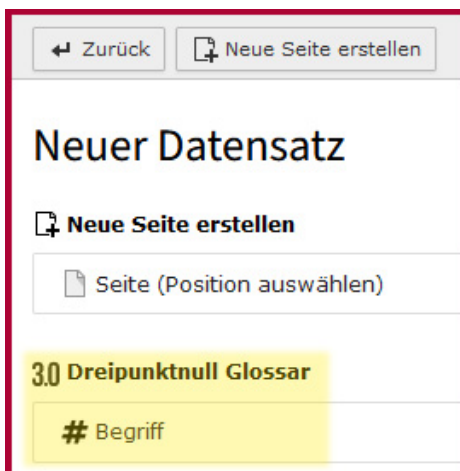 Zurück Neue Seite erstellen
Neuer Datensatz
Neue Seite erstellen
Seite (Position auswählen)
3.0 Dreipunktnull Glossar
# Begriff